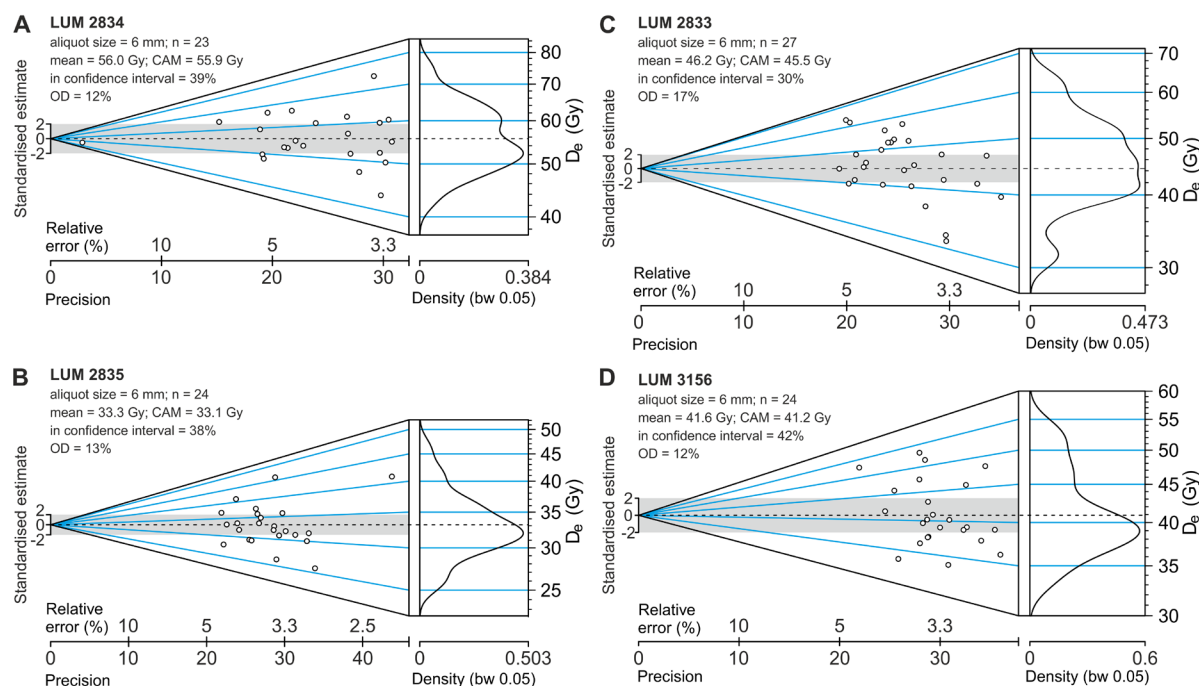 A
LUM 2834
aliquot size = 6 mm; n = 23
mean = 56.0 Gy; CAM = 55.9 Gy
in confidence interval = 39%
OD = 12%
Standardised estimate
2
0
-2
80
70
60
50
40
De (Gy)
Relative
error (%)
10 5 3.3
0 10 20 30
Precision
0 0.384
Density (bw 0.05)
B
LUM 2835
aliquot size = 6 mm; n = 24
mean = 33.3 Gy; CAM = 33.1 Gy
in confidence interval = 38%
OD = 13%
Standardised estimate
2
0
-2
50
45
40
35
30
25
De (Gy)
Relative
error (%)
10 5 3.3 2.5
0 10 20 30 40
Precision
0 0.503
Density (bw 0.05)
C
LUM 2833
aliquot size = 6 mm; n = 27
mean = 46.2 Gy; CAM = 45.5 Gy
in confidence interval = 30%
OD = 17%
Standardised estimate
2
0
-2
70
60
50
40
30
De (Gy)
Relative
error (%)
10 5 3.3
0 10 20 30
Precision
0 0.473
Density (bw 0.05)
D
LUM 3156
aliquot size = 6 mm; n = 24
mean = 41.6 Gy; CAM = 41.2 Gy
in confidence interval = 42%
OD = 12%
Standardised estimate
2
0
-2
60
55
50
45
40
35
30
De (Gy)
Relative
error (%)
10 5 3.3
0 10 20 30
Precision
0 0.6
Density (bw 0.05)